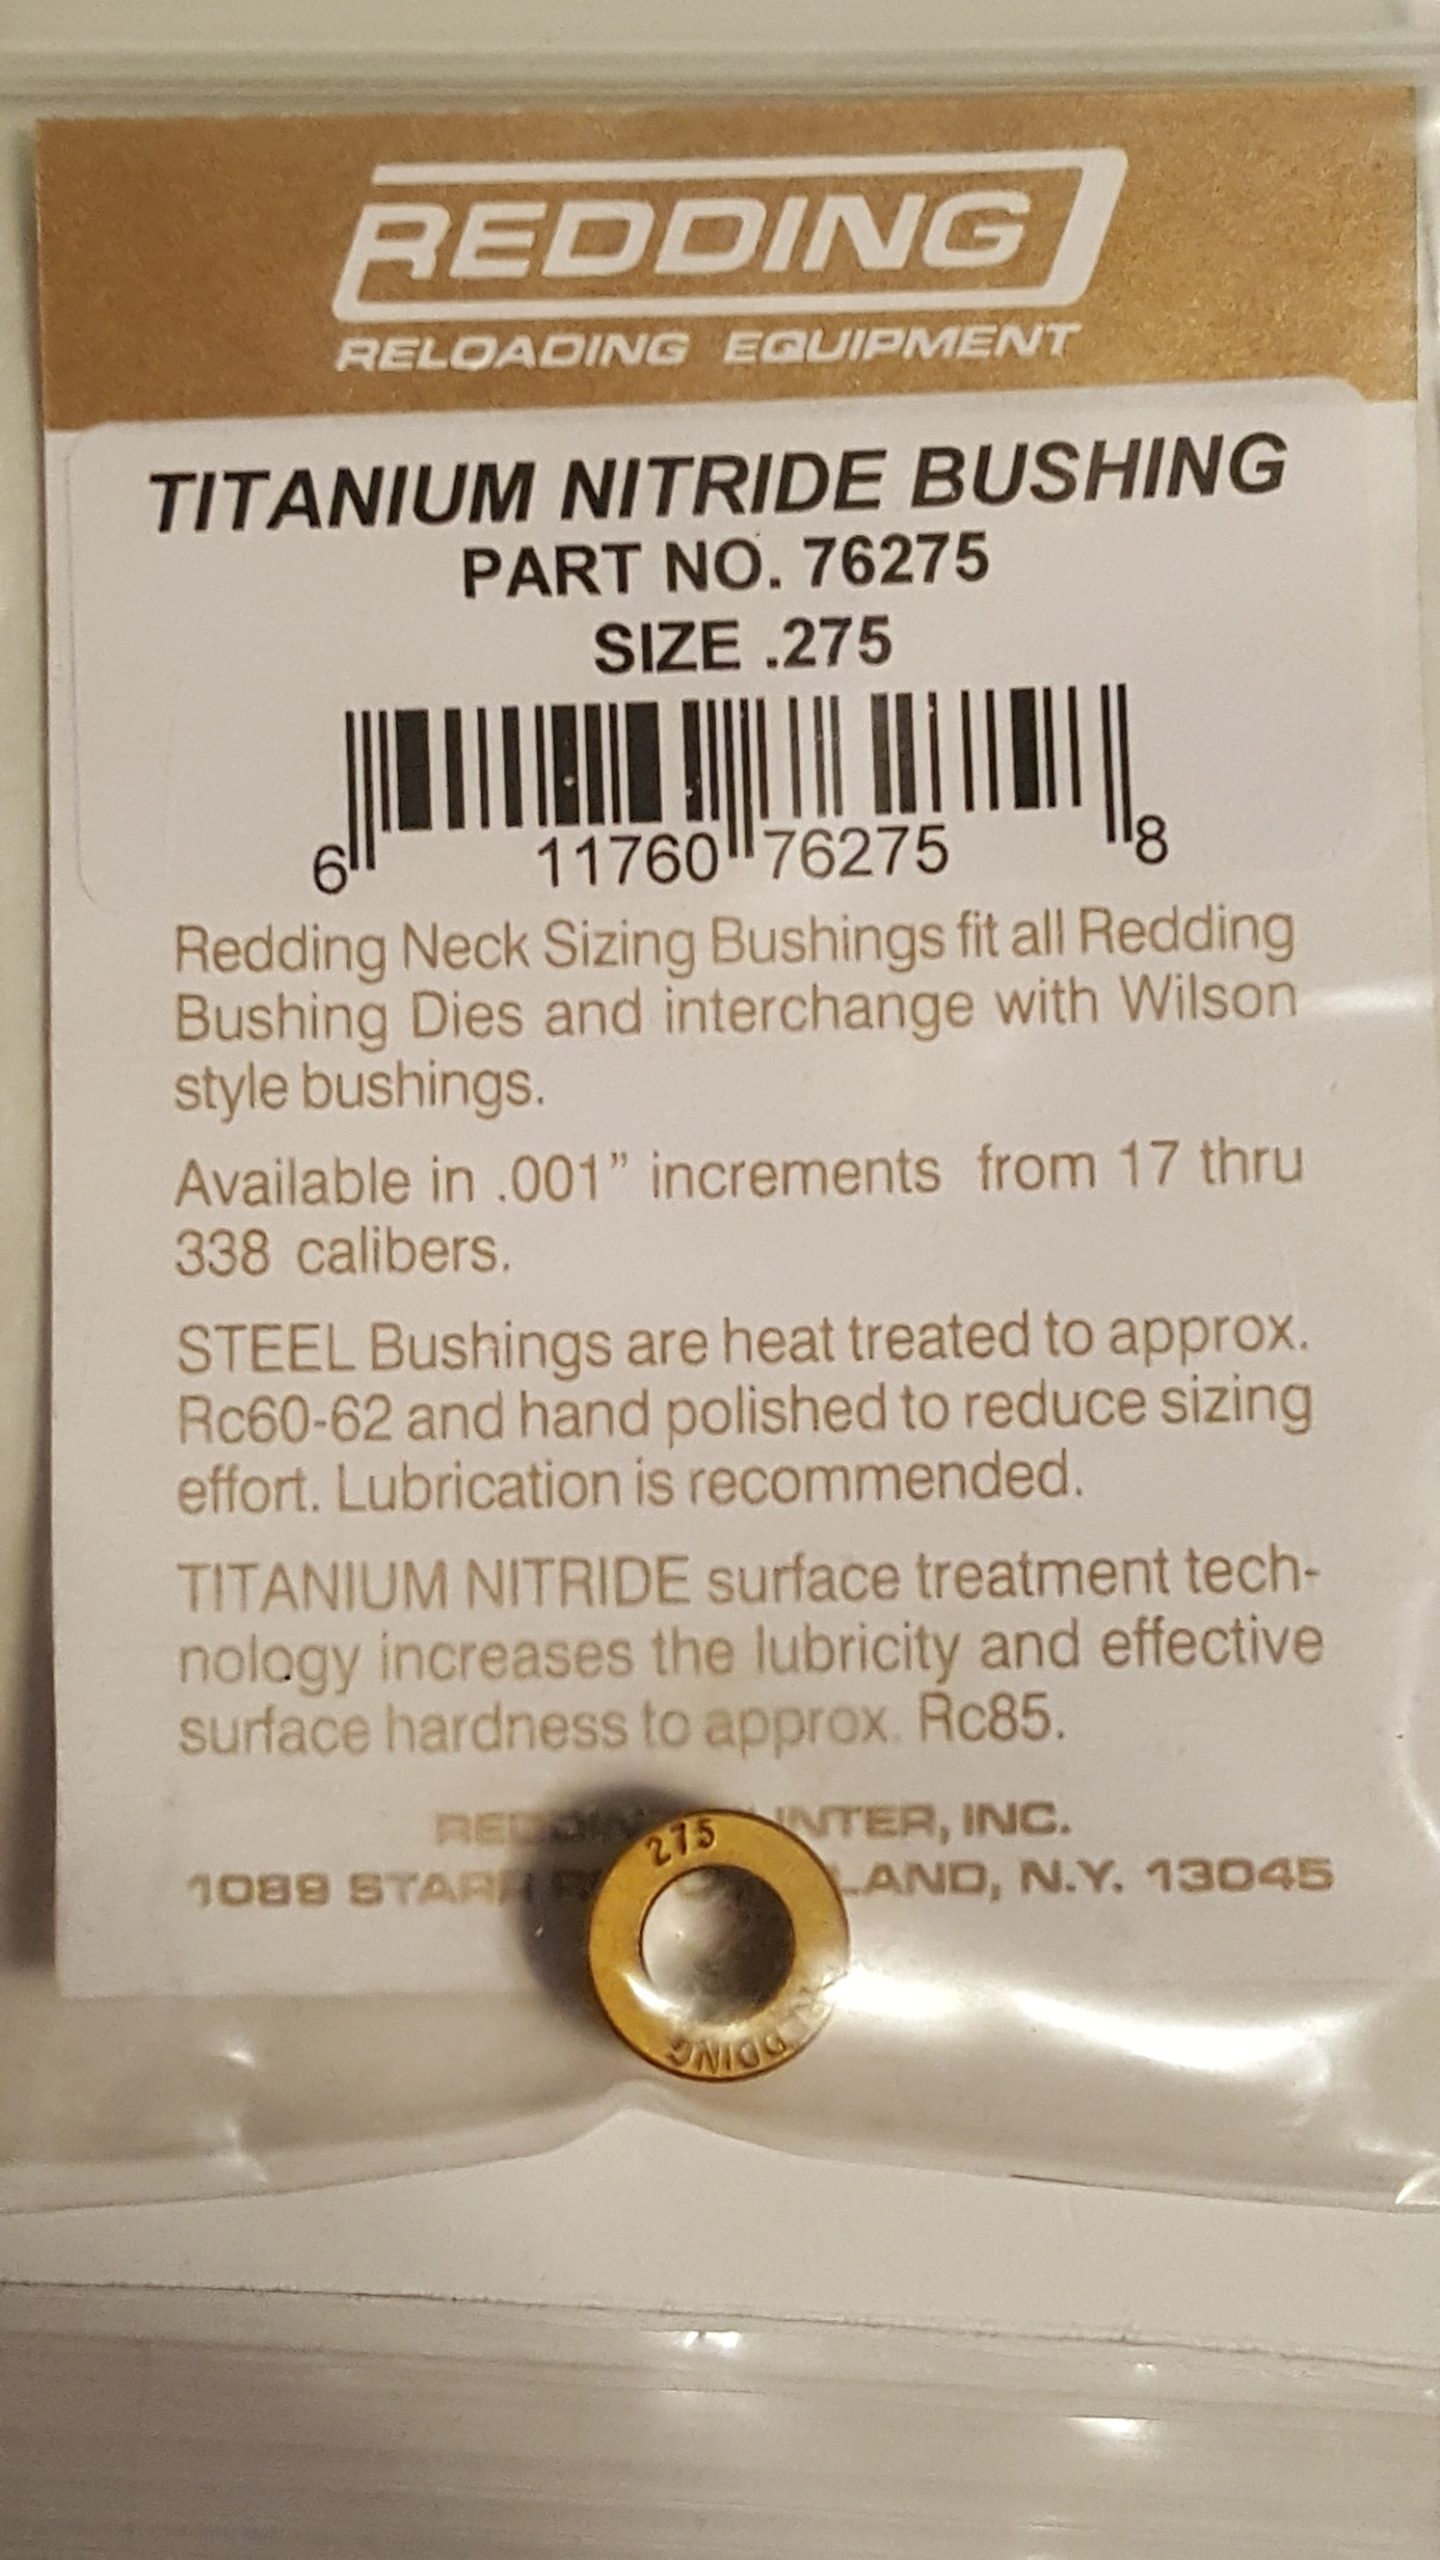 REDDING
RELOADING EQUIPMENT
TITANIUM NITRIDE BUSHING
PART NO. 76275
SIZE .275
6 11760 76275 8
Redding Neck Sizing Bushings fit all Redding
Bushing Dies and interchange with Wilson
style bushings.
Available in .001" increments from 17 thru
338 calibers.
STEEL Bushings are heat treated to approx.
Rc60-62 and hand polished to reduce sizing
effort. Lubrication is recommended.
TITANIUM NITRIDE surface treatment tech-
nology increases the lubricity and effective
surface hardness to approx. Rc85.
INC.
1089 N.Y. 13045
275